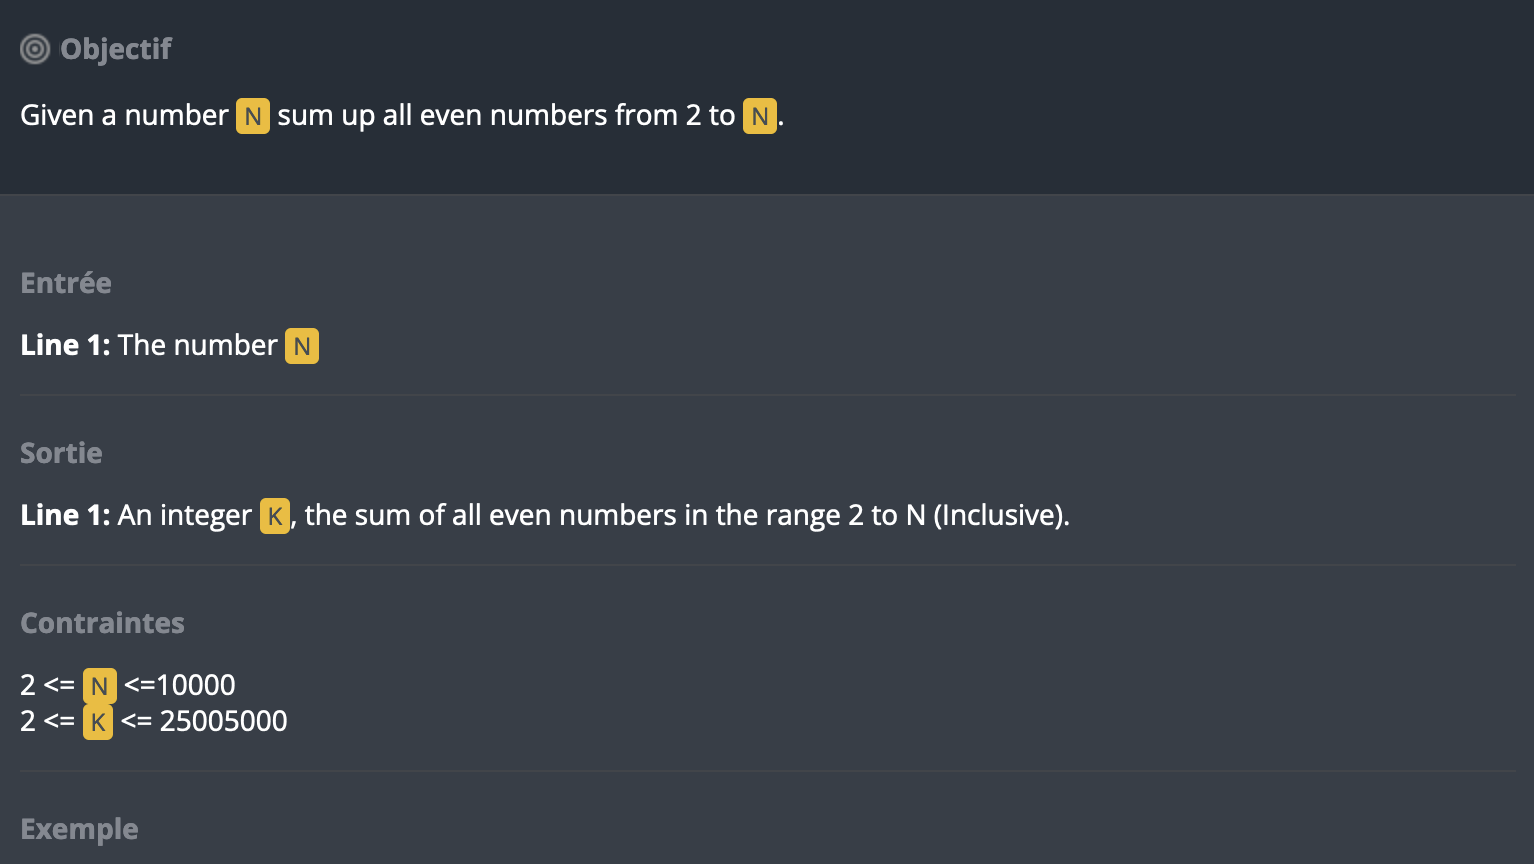 Objectif
Given a number N sum up all even numbers from 2 to N.
Entrée
Line 1: The number N
Sortie
Line 1: An integer K, the sum of all even numbers in the range 2 to N (Inclusive).
Contraintes
2 <= N <=10000
2 <= K <= 25005000
Exemple